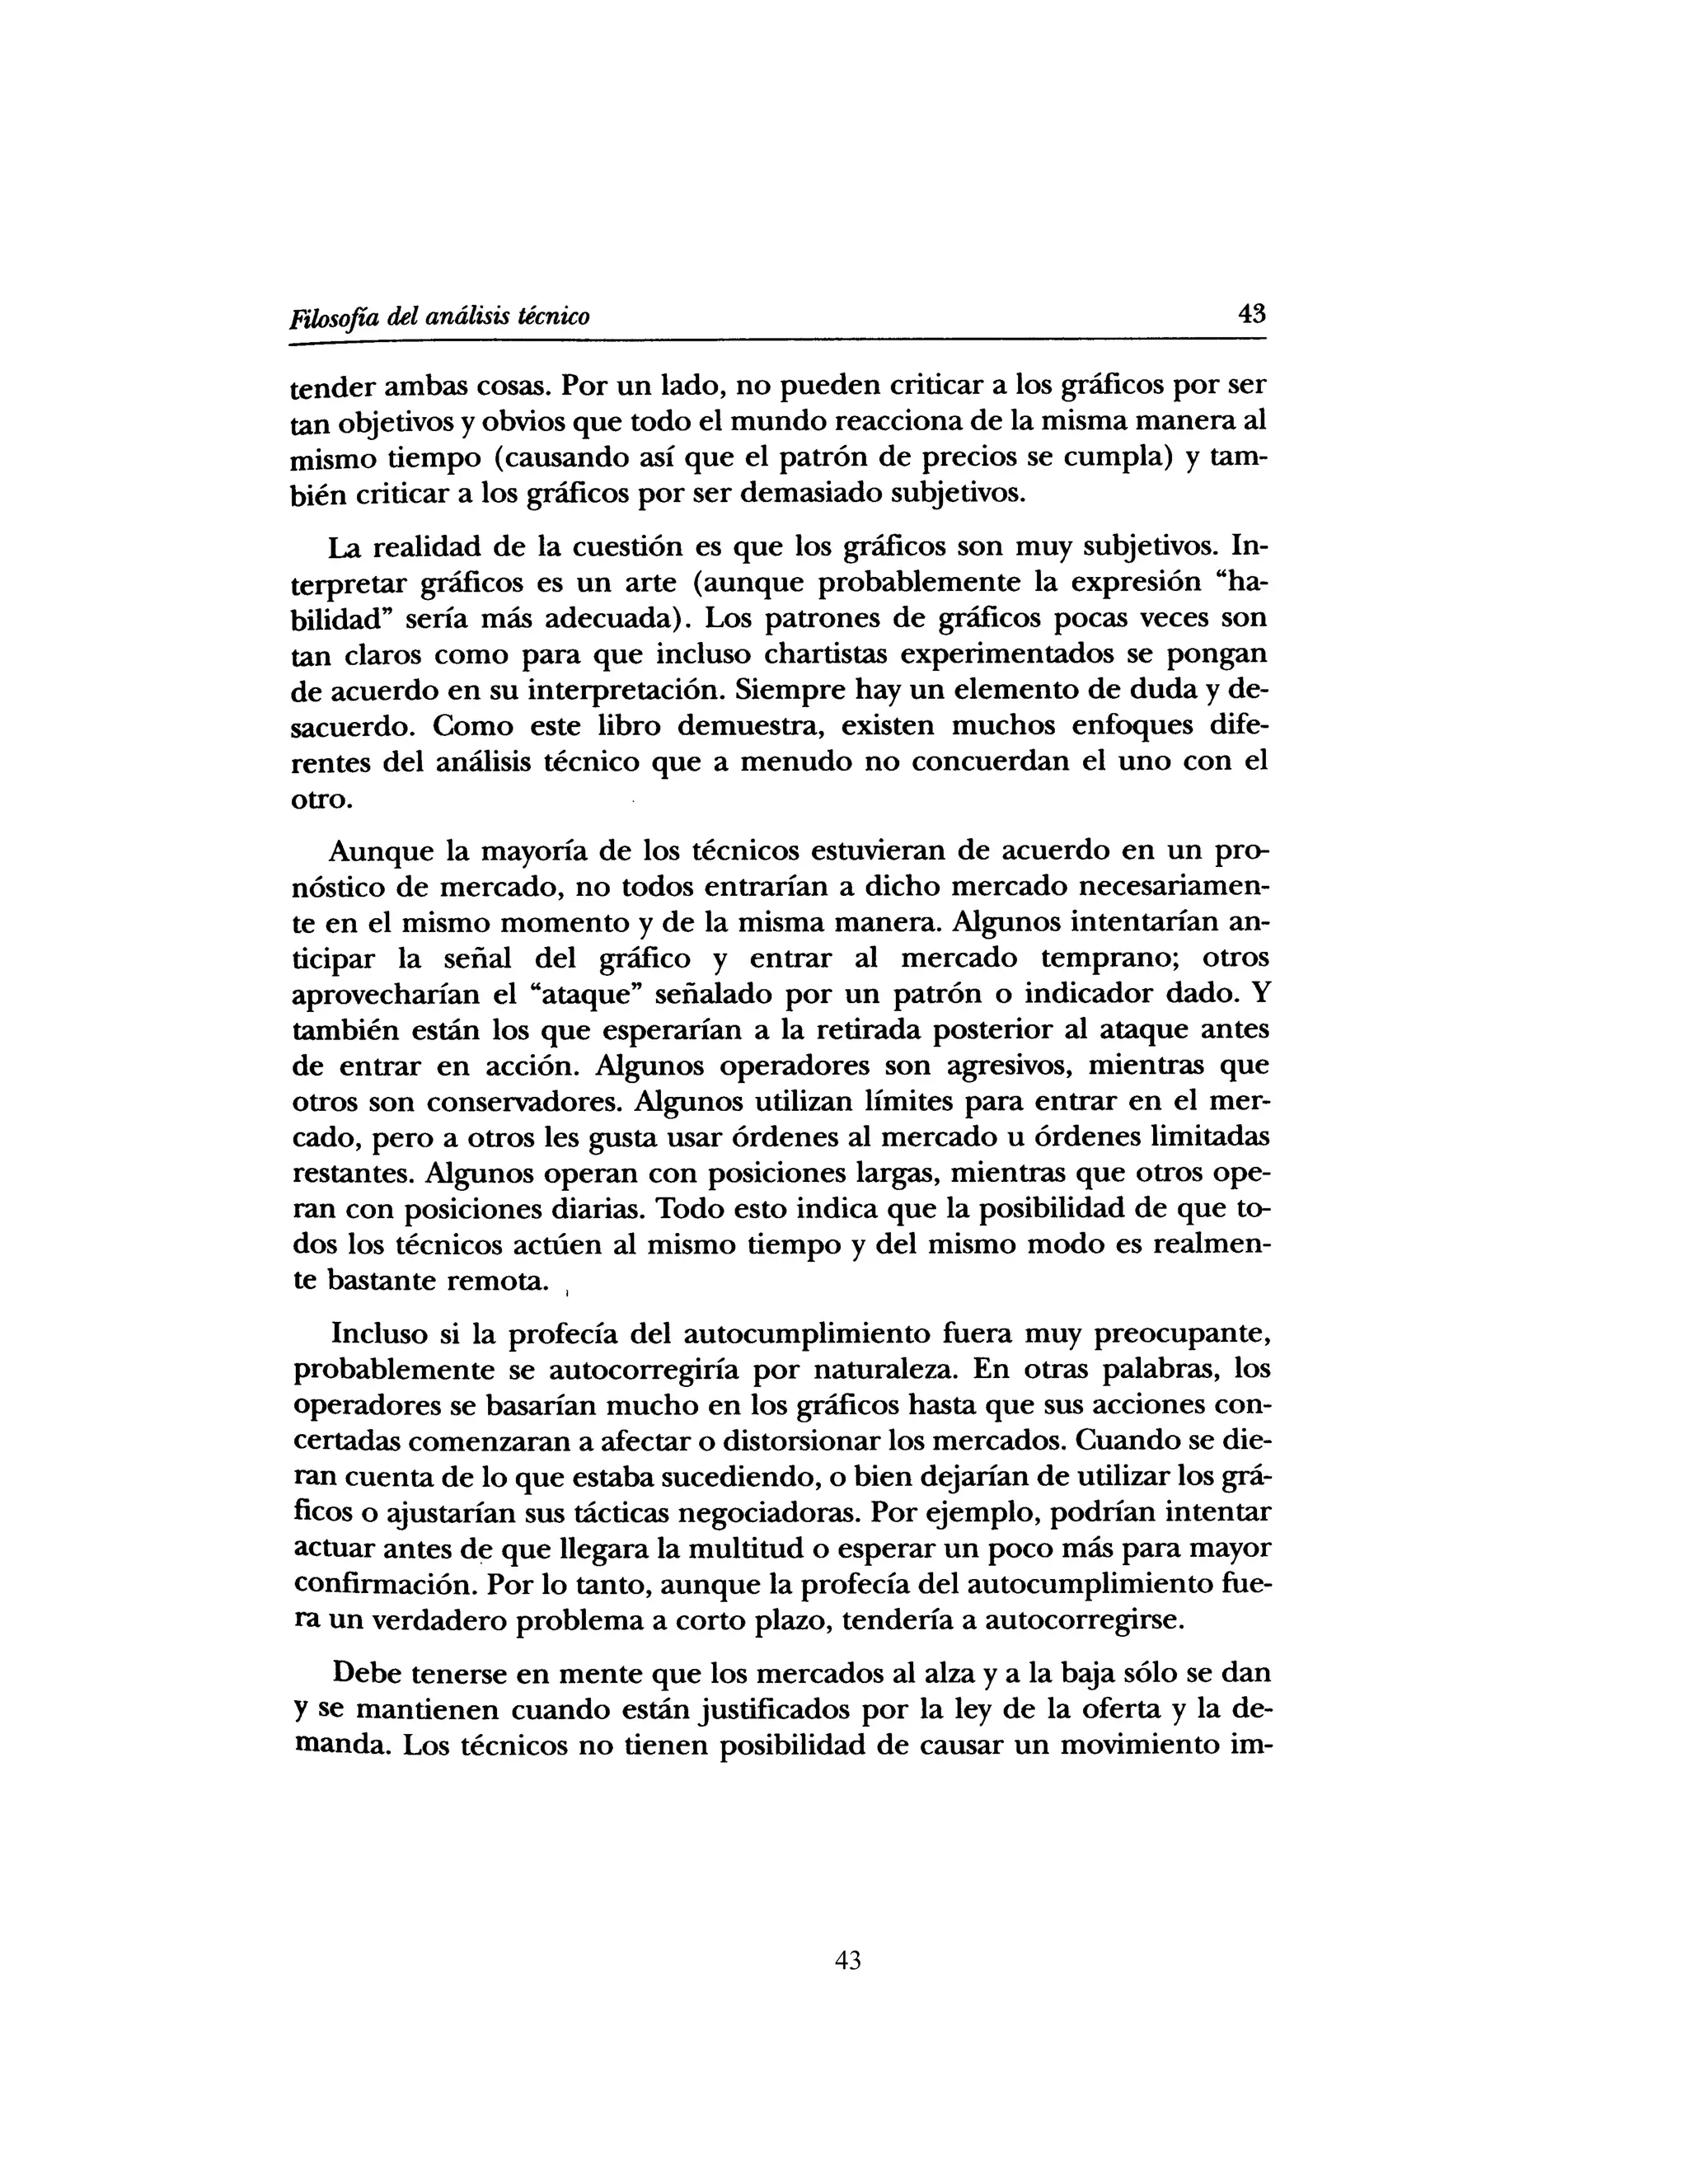 Filosofía del análisis técnico 43
tender ambas cosas. Por un lado, no pueden criticar a los gráficos por ser
tan objetivos y obvios que todo el mundo reacciona de la misma manera al
mismo tiempo (causando así que el patrón de precios se cumpla) y tam-
bién criticar a los gráficos por ser demasiado subjetivos.
La realidad de la cuestión es que los gráficos son muy subjetivos. In-
terpretar gráficos es un arte (aunque probablemente la expresión “ha-
bilidad” sería más adecuada). Los patrones de gráficos pocas veces son
tan claros como para que incluso chartistas experimentados se pongan
de acuerdo en su interpretación. Siempre hay un elemento de duda y de-
sacuerdo. Como este libro demuestra, existen muchos enfoques dife-
rentes del análisis técnico que a menudo no concuerdan el uno con el
otro.
Aunque la mayoría de los técnicos estuvieran de acuerdo en un pro-
nóstico de mercado, no todos entrarían a dicho mercado necesariamen-
te en el mismo momento y de la misma manera. Algunos intentarían an-
ticipar la señal del gráfico y entrar al mercado temprano; otros
aprovecharían el “ataque” señalado por un patrón o indicador dado. Y
también están los que esperarían a la retirada posterior al ataque antes
de entrar en acción. Algunos operadores son agresivos, mientras que
otros son conservadores. Algunos utilizan límites para entrar en el mer-
cado, pero a otros les gusta usar órdenes al mercado u órdenes limitadas
restantes. Algunos operan con posiciones largas, mientras que otros ope-
ran con posiciones diarias. Todo esto indica que la posibilidad de que to-
dos los técnicos actúen al mismo tiempo y del mismo modo es realmen-
te bastante remota.
Incluso si la profecía del autocumplimiento fuera muy preocupante,
probablemente se autocorregiría por naturaleza. En otras palabras, los
operadores se basarían mucho en los gráficos hasta que sus acciones con-
certadas comenzaran a afectar o distorsionar los mercados. Cuando se die-
ran cuenta de lo que estaba sucediendo, o bien dejarían de utilizar los grá-
ficos o ajustarían sus tácticas negociadoras. Por ejemplo, podrían intentar
actuar antes de que llegara la multitud o esperar un poco más para mayor
confirmación. Por lo tanto, aunque la profecía del autocumplimiento fue-
ra un verdadero problema a corto plazo, tendería a autocorregirse.
Debe tenerse en mente que los mercados al alza y a la baja sólo se dan
y se mantienen cuando están justificados por la ley de la oferta y la de-
manda. Los técnicos no tienen posibilidad de causar un movimiento im-
43